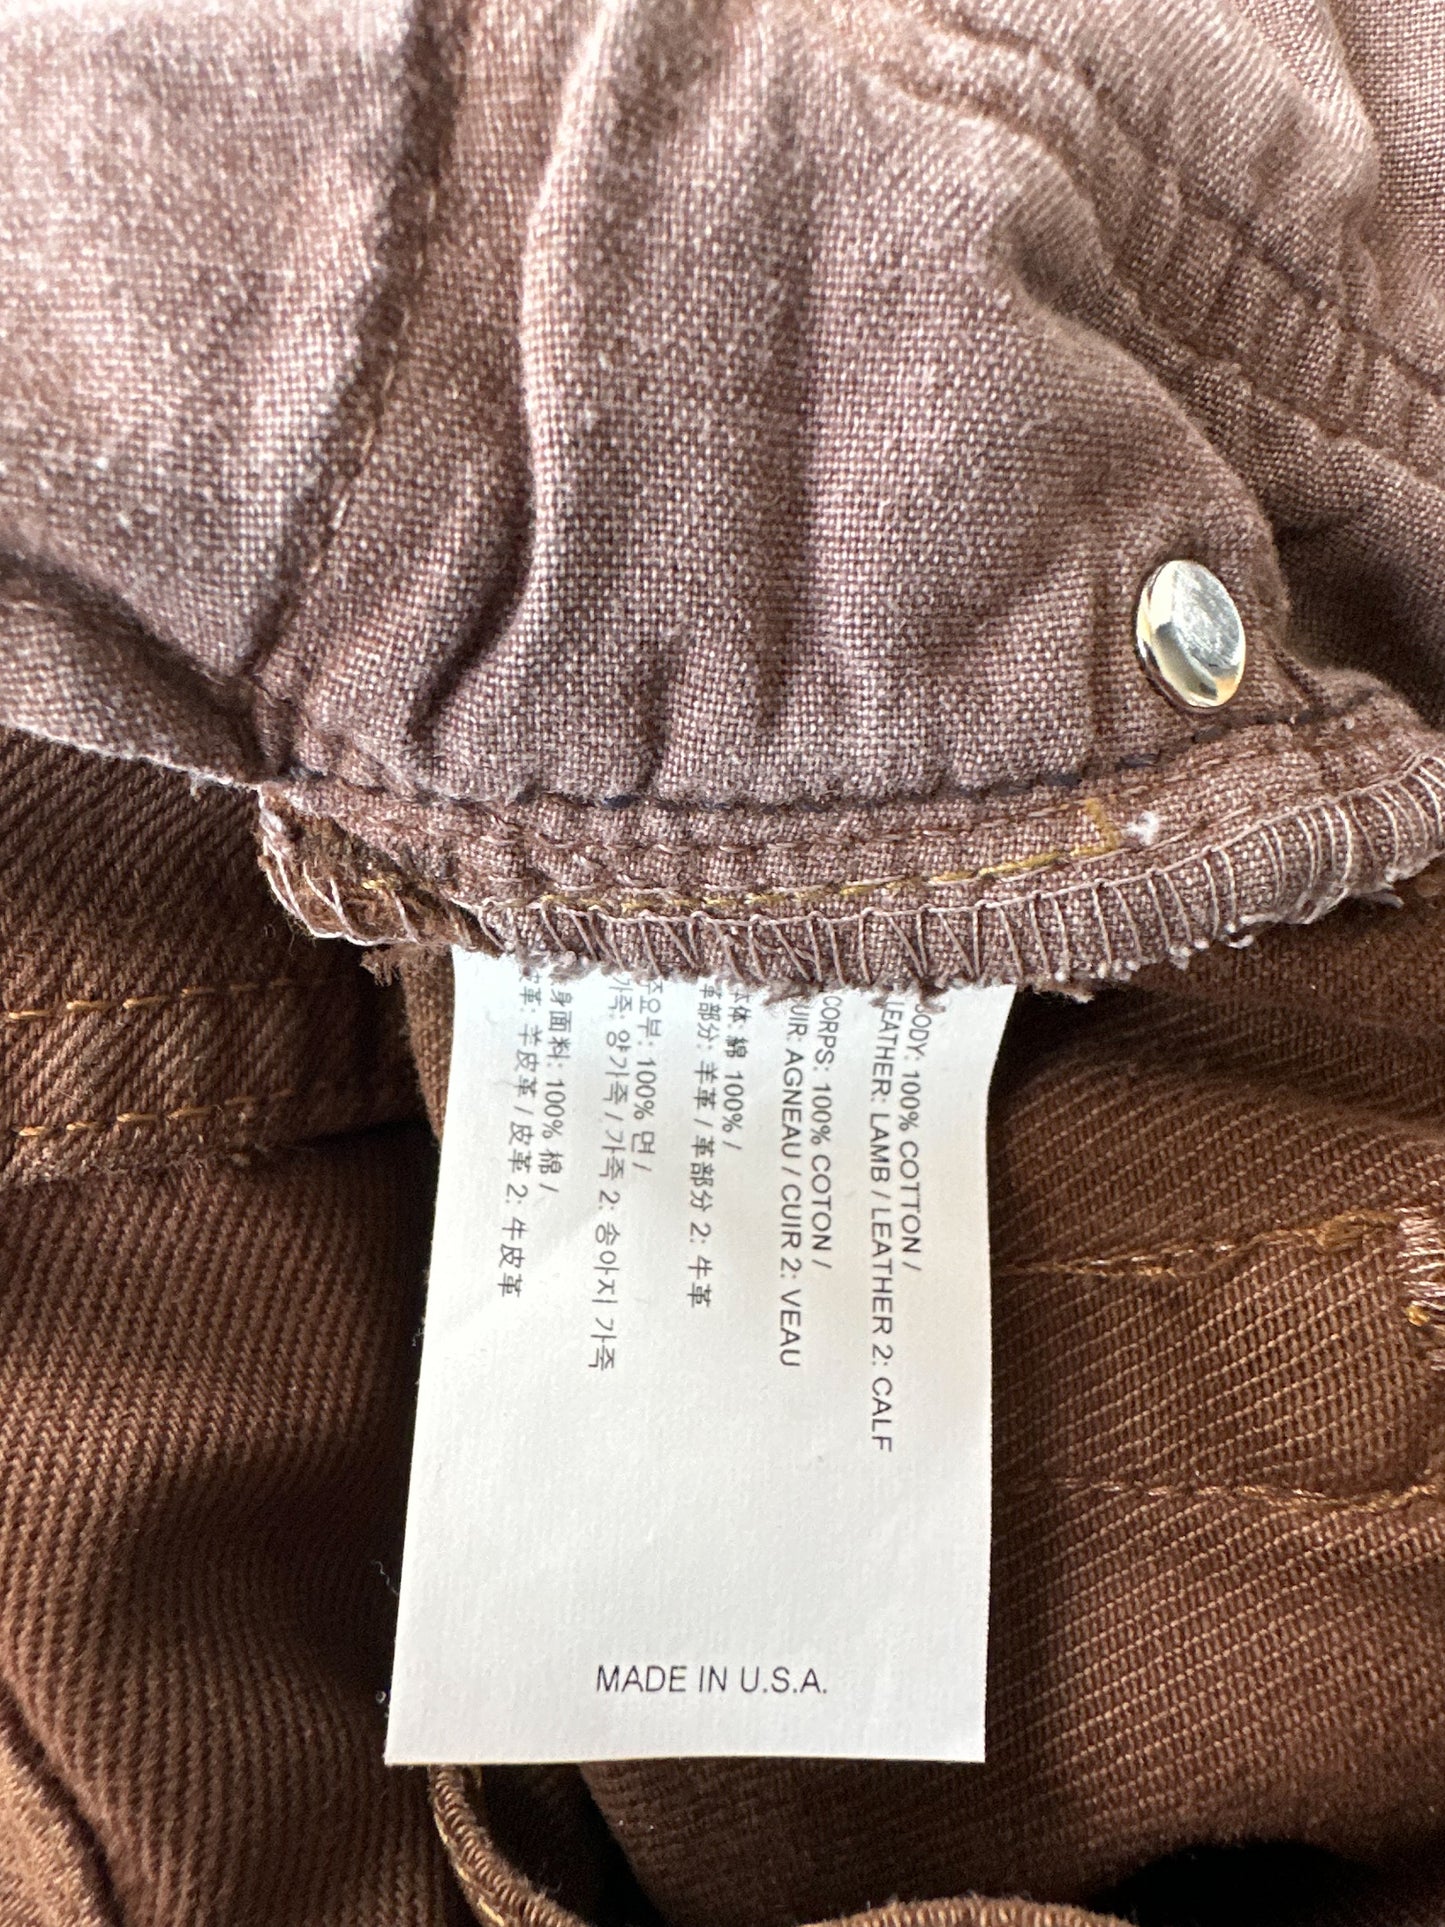 BODY: 100% COTTON /
LEATHER: LAMB / LEATHER 2: CALF
CORPS: 100% COTON /
CUIR: AGNEAU / CUIR 2: VEAU
本体: 綿 100% /
革部分: 羊革 / 革部分 2: 牛革
주요부: 100% 면 /
가죽: 양가죽 / 가죽 2: 송아지 가죽
身面料: 100% 棉 /
皮革: 羊皮革 / 皮革 2: 牛皮革
MADE IN U.S.A.